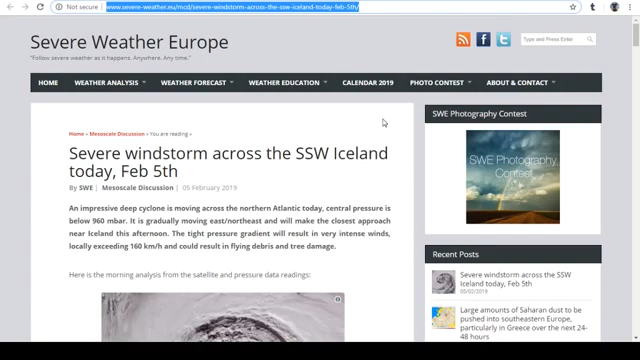 Not secure | www.severe-weather.eu/mcd/severe-windstorm-across-the-ssw-iceland-today-feb-5th/
Severe Weather Europe
"Follow severe weather as it happens. Anywhere. Any time."
Type and Press Enter
HOME WEATHER ANALYSIS WEATHER FORECAST WEATHER EDUCATION CALENDAR 2019 PHOTO CONTEST ABOUT & CONTACT
Home » Mesoscale Discussion » You are reading »
Severe windstorm across the SSW Iceland
today, Feb 5th
By SWE | Mesoscale Discussion | 05 February 2019
An impressive deep cyclone is moving across the northern Atlantic today, central pressure is
below 960 mbar. It is gradually moving east/northeast and will make the closest approach
near Iceland this afternoon. The tight pressure gradient will result in very intense winds,
locally exceeding 160 km/h and could result in flying debris and tree damage.
Here is the morning analysis from the satellite and pressure data readings:
SWE Photography Contest
SWE Photography
Contest
Recent Posts
Severe windstorm across the SSW
Iceland today, Feb 5th
05/02/2019
Large amounts of Saharan dust to be
pushed into southeastern Europe,
particularly in Greece over the next 24-
48 hours